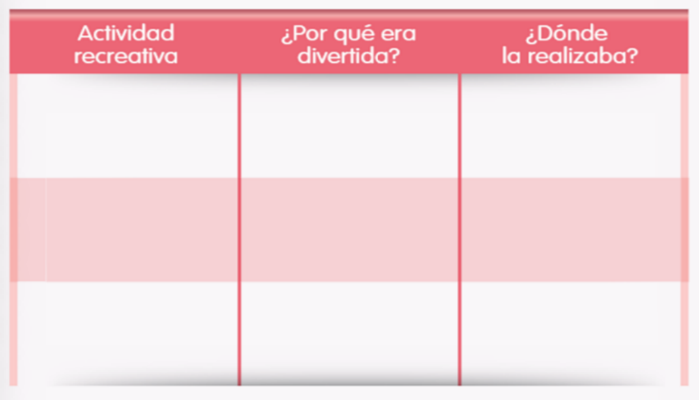 Actividad
recreativa
¿Por qué era
divertida?
¿Dónde
la realizaba?